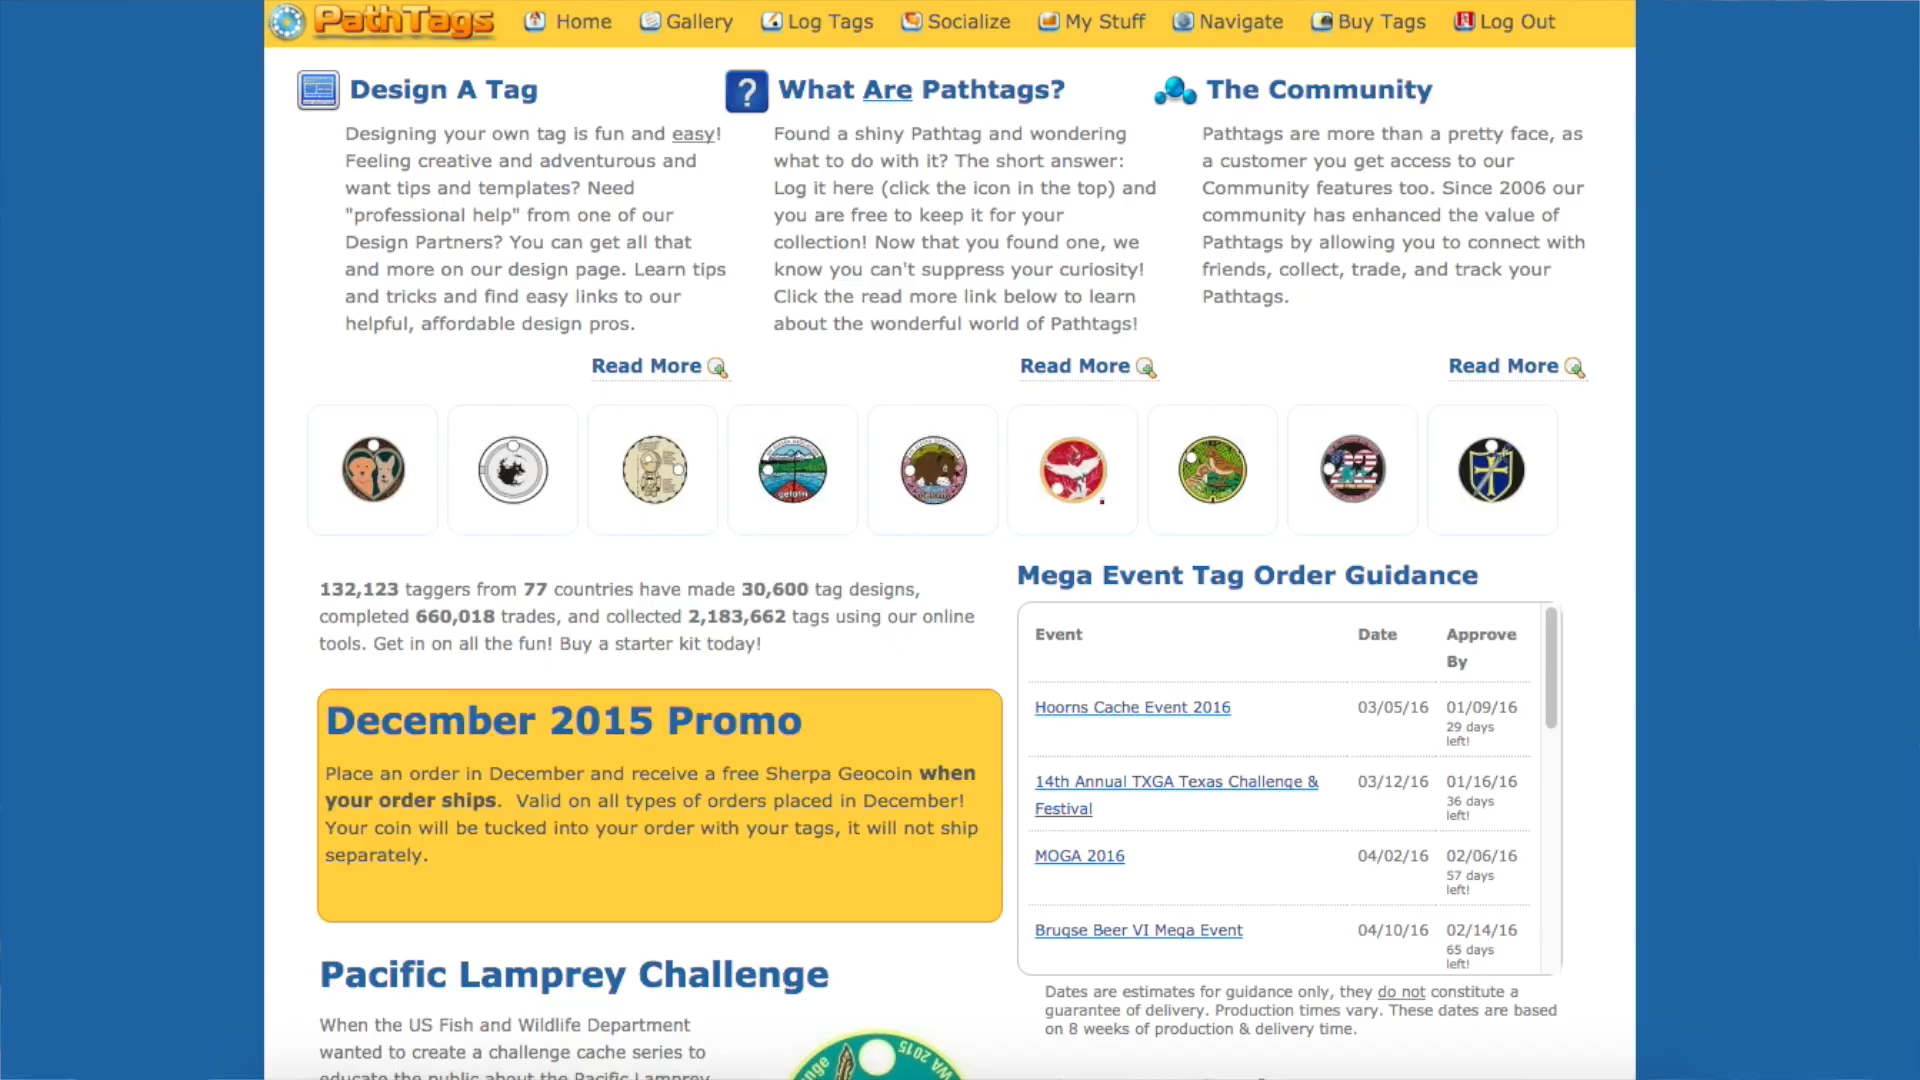 PathTags Home Gallery Log Tags Socialize My Stuff Navigate Buy Tags Log Out
Design A Tag
Designing your own tag is fun and easy!
Feeling creative and adventurous and
want tips and templates? Need
"professional help" from one of our
Design Partners? You can get all that
and more on our design page. Learn tips
and tricks and find easy links to our
helpful, affordable design pros.
Read More
? What Are Pathtags?
Found a shiny Pathtag and wondering
what to do with it? The short answer:
Log it here (click the icon in the top) and
you are free to keep it for your
collection! Now that you found one, we
know you can't suppress your curiosity!
Click the read more link below to learn
about the wonderful world of Pathtags!
Read More
The Community
Pathtags are more than a pretty face, as
a customer you get access to our
Community features too. Since 2006 our
community has enhanced the value of
Pathtags by allowing you to connect with
friends, collect, trade, and track your
Pathtags.
Read More
22
132,123 taggers from 77 countries have made 30,600 tag designs,
completed 660,018 trades, and collected 2,183,662 tags using our online
tools. Get in on all the fun! Buy a starter kit today!
December 2015 Promo
Place an order in December and receive a free Sherpa Geocoin when
your order ships. Valid on all types of orders placed in December!
Your coin will be tucked into your order with your tags, it will not ship
separately.
Pacific Lamprey Challenge
When the US Fish and Wildlife Department
wanted to create a challenge cache series to
educate the public about the Pacific Lamprey
WA 2015
Mega Event Tag Order Guidance
Event Date Approve
By
Hoorns Cache Event 2016 03/05/16 01/09/16
29 days
left!
14th Annual TXGA Texas Challenge & 03/12/16 01/16/16
Festival 36 days
left!
MOGA 2016 04/02/16 02/06/16
57 days
left!
Brugse Beer VI Mega Event 04/10/16 02/14/16
65 days
left!
Dates are estimates for guidance only, they do not constitute a
guarantee of delivery. Production times vary. These dates are based
on 8 weeks of production & delivery time.